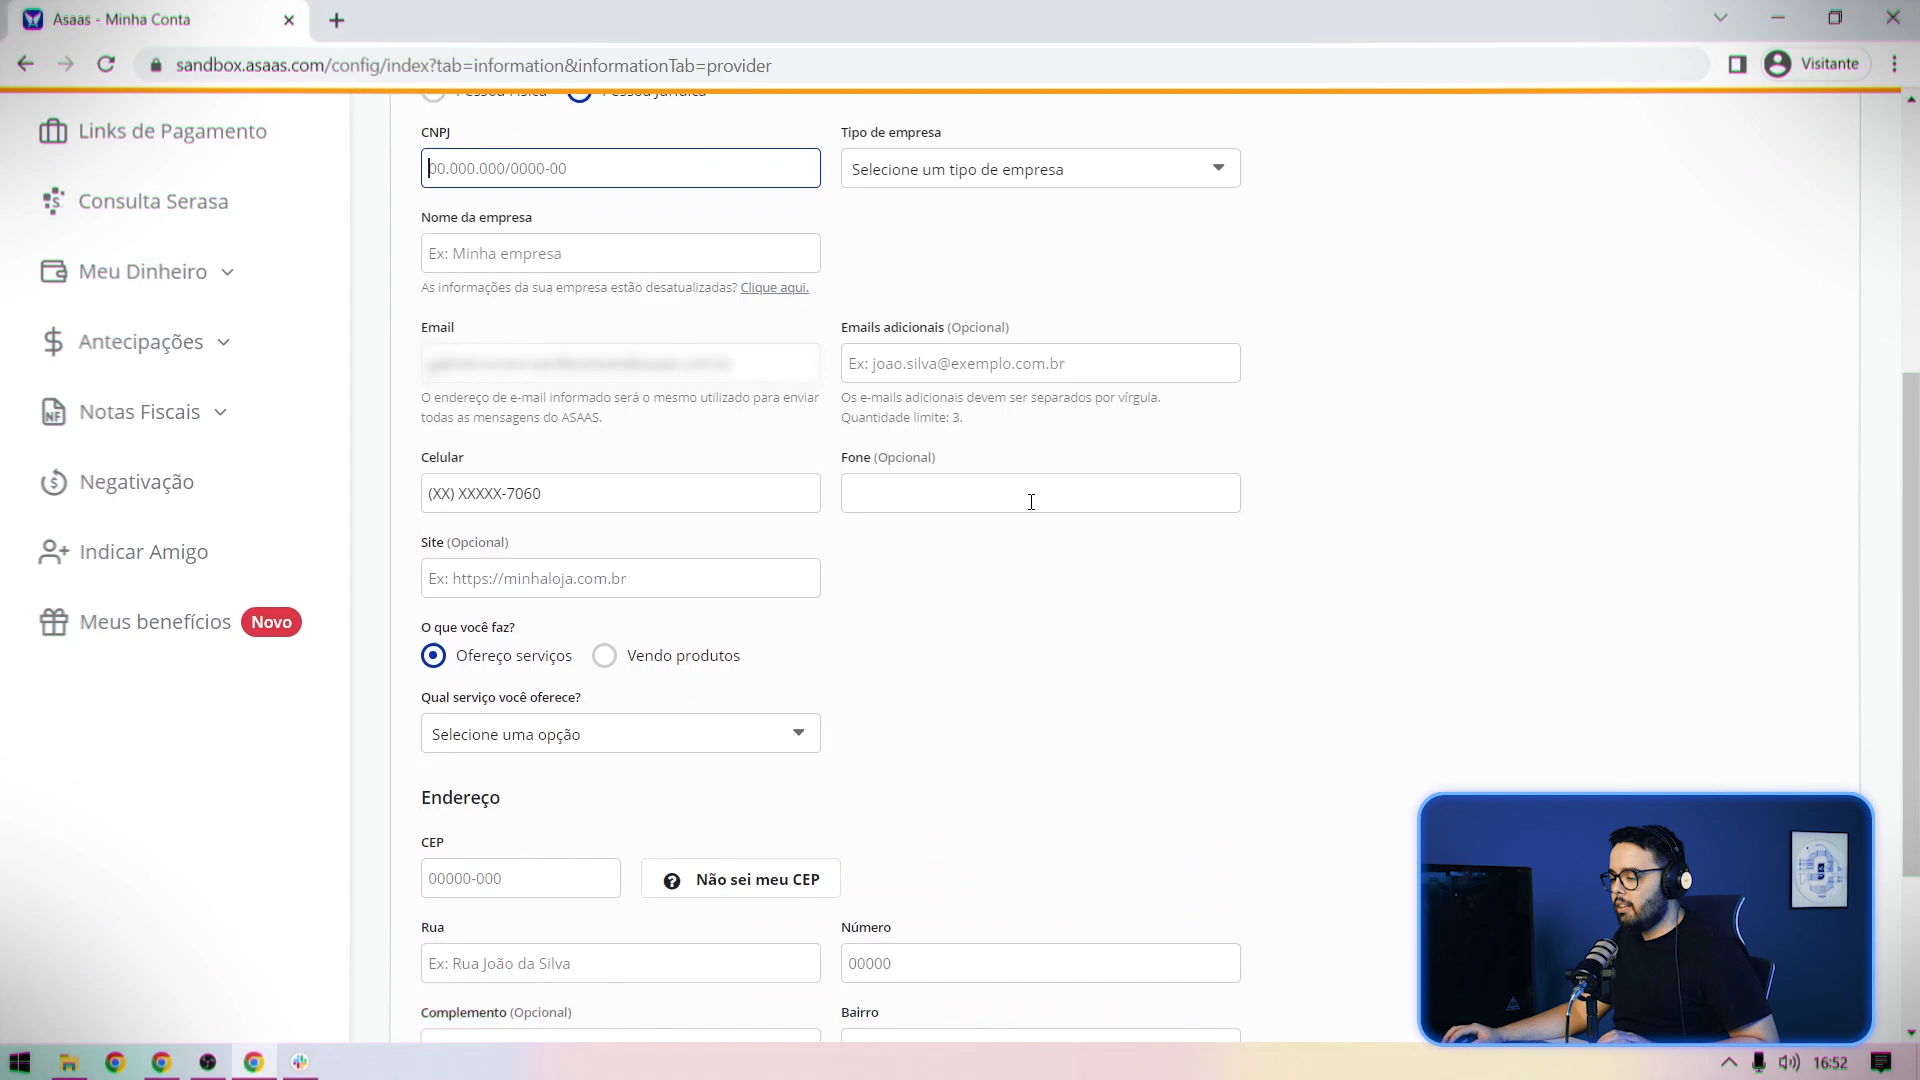 Asaas - Minha Conta
sandbox.asaas.com/config/index?tab=information&informationTab=provider
Visitante
Links de Pagamento
Consulta Serasa
Meu Dinheiro
Antecipações
Notas Fiscais
Negativação
Indicar Amigo
Meus benefícios Novo
Pessoa Física Pessoa Jurídica
CNPJ Tipo de empresa
00.000.000/0000-00 Selecione um tipo de empresa
Nome da empresa
Ex: Minha empresa
As informações da sua empresa estão desatualizadas? Clique aqui.
Email Emails adicionais (Opcional)
Ex: joao.silva@exemplo.com.br
O endereço de e-mail informado será o mesmo utilizado para enviar Os e-mails adicionais devem ser separados por vírgula.
todas as mensagens do ASAAS. Quantidade limite: 3.
Celular Fone (Opcional)
(XX) XXXXX-7060
Site (Opcional)
Ex: https://minhaloja.com.br
O que você faz?
Ofereço serviços Vendo produtos
Qual serviço você oferece?
Selecione uma opção
Endereço
CEP
00000-000 Não sei meu CEP
Rua Número
Ex: Rua João da Silva 00000
Complemento (Opcional) Bairro
16:52